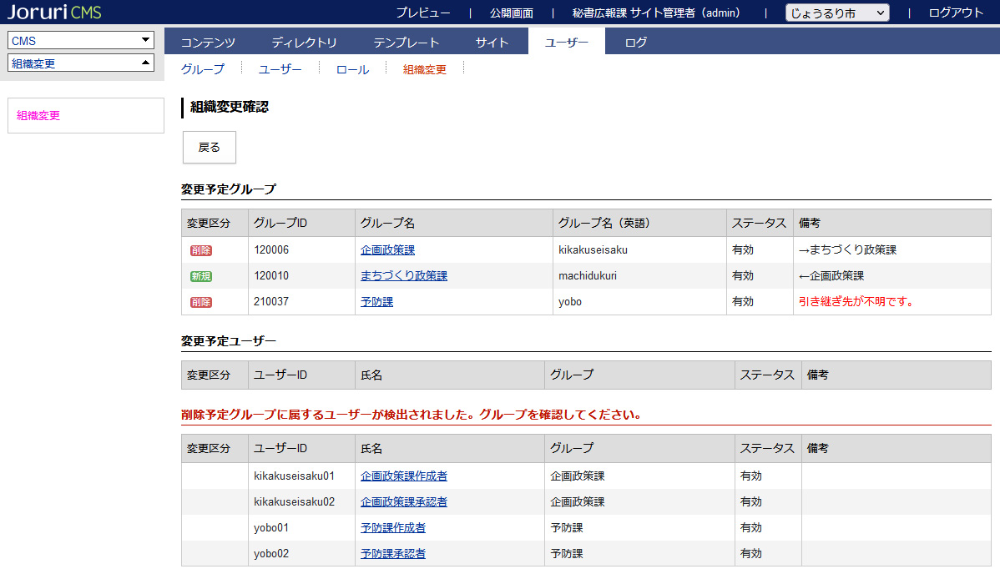 Joruri CMS
プレビュー | 公開画面 | 秘書広報課 サイト管理者（admin） | じょうるり市 | ログアウト
CMS
組織変更
コンテンツ ディレクトリ テンプレート サイト ユーザー ログ
グループ ユーザー ロール 組織変更
組織変更
組織変更確認
戻る
変更予定グループ
変更区分 グループID グループ名 グループ名（英語） ステータス 備考
削除 120006 企画政策課 kikakuseisaku 有効 →まちづくり政策課
新規 120010 まちづくり政策課 machidukuri 有効 ←企画政策課
削除 210037 予防課 yobo 有効 引き継ぎ先が不明です。
変更予定ユーザー
変更区分 ユーザーID 氏名 グループ ステータス 備考
削除予定グループに属するユーザーが検出されました。グループを確認してください。
変更区分 ユーザーID 氏名 グループ ステータス 備考
kikakuseisaku01 企画政策課作成者 企画政策課 有効
kikakuseisaku02 企画政策課承認者 企画政策課 有効
yobo01 予防課作成者 予防課 有効
yobo02 予防課承認者 予防課 有効